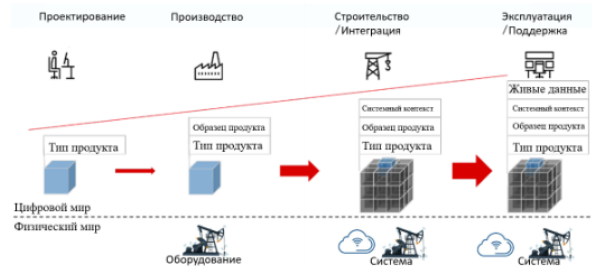 Проектирование
Производство
Строительство
/Интеграция
Эксплуатация
/Поддержка
Живые данные
Системный контекст
Системный контекст
Образец продукта
Образец продукта
Образец продукта
Тип продукта
Тип продукта
Тип продукта
Тип продукта
Цифровой мир
Физический мир
Оборудование
Система
Система